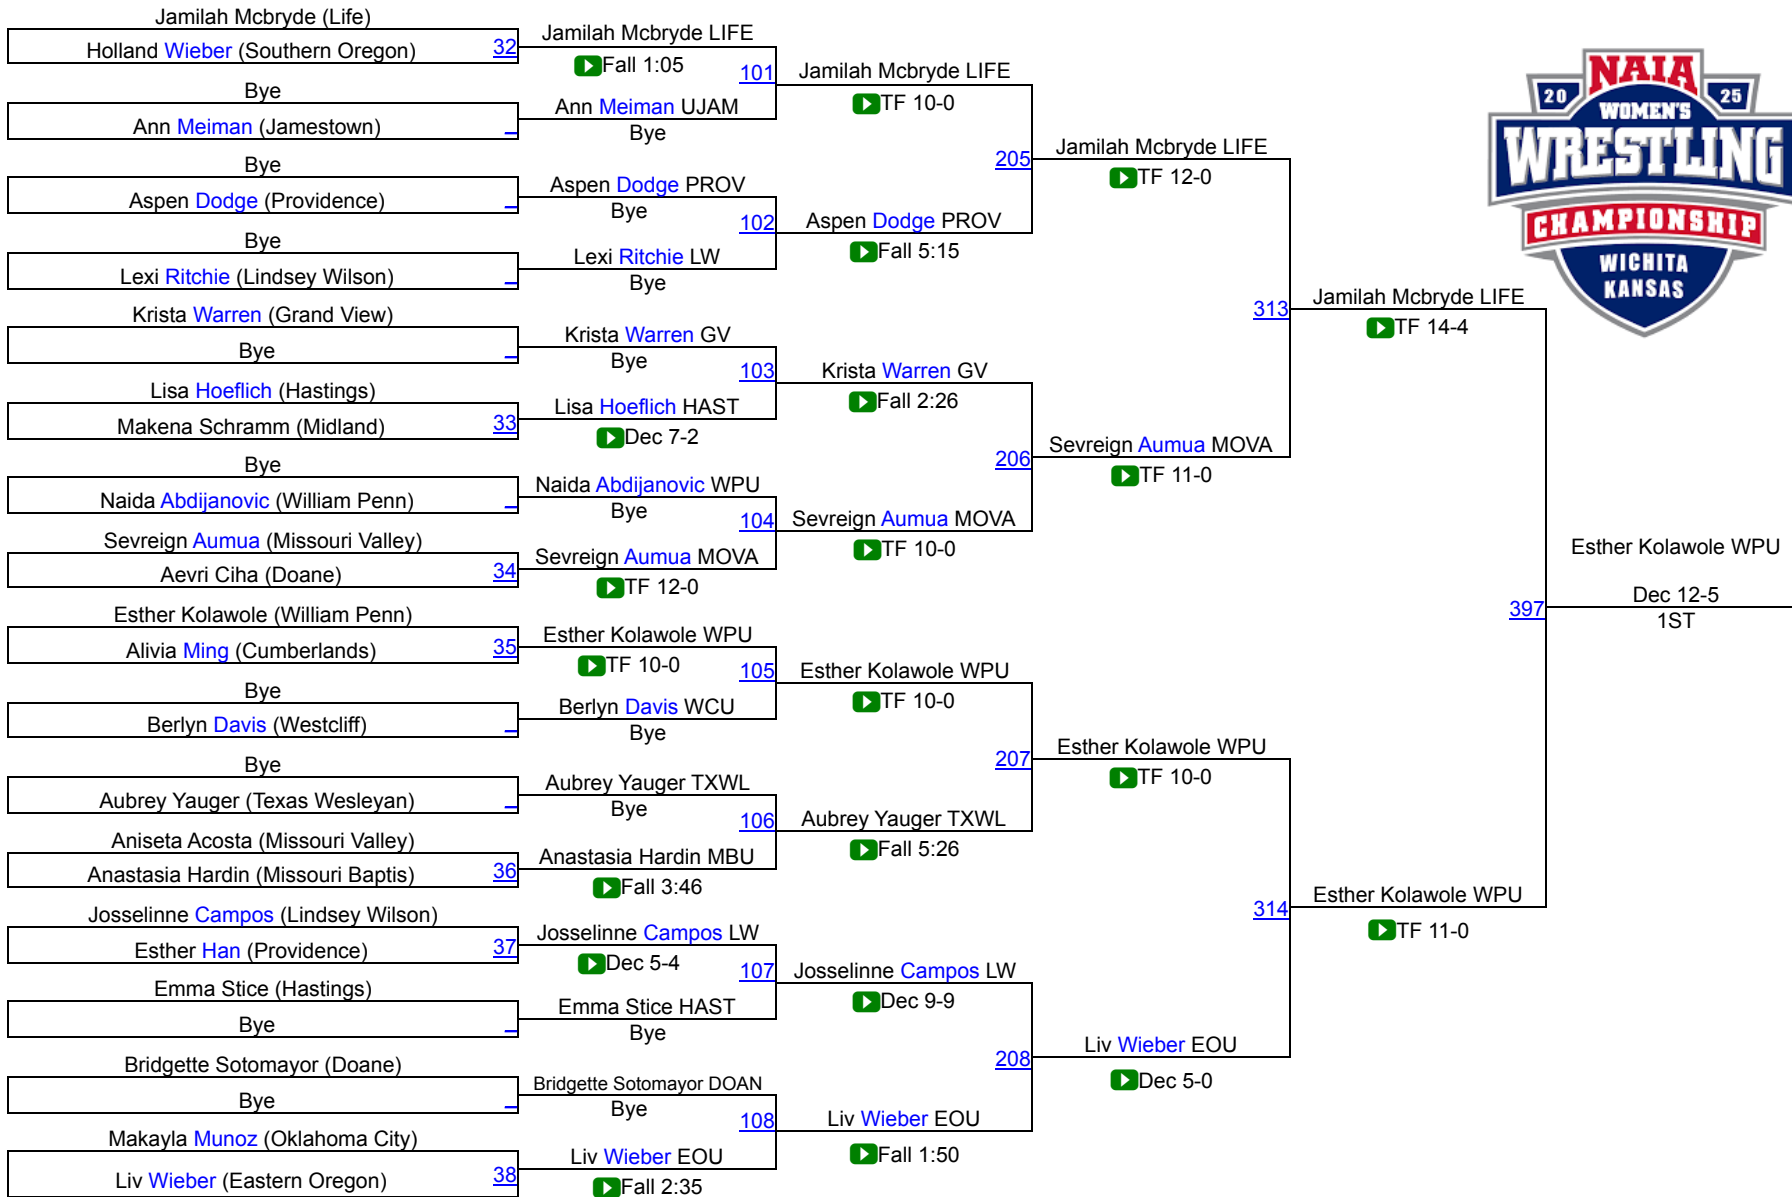 Jamilah Mcbryde (Life)
Holland Wieber (Southern Oregon) 32
Bye
Ann Meiman (Jamestown)
Bye
Aspen Dodge (Providence)
Bye
Lexi Ritchie (Lindsey Wilson)
Krista Warren (Grand View)
Bye
Lisa Hoeflich (Hastings)
Makena Schramm (Midland) 33
Bye
Naida Abdijanovic (William Penn)
Sevreign Aumua (Missouri Valley)
Aevri Ciha (Doane) 34
Esther Kolawole (William Penn)
Alivia Ming (Cumberlands) 35
Bye
Berlyn Davis (Westcliff)
Bye
Aubrey Yauger (Texas Wesleyan)
Aniseta Acosta (Missouri Valley)
Anastasia Hardin (Missouri Baptis) 36
Josselinne Campos (Lindsey Wilson)
Esther Han (Providence) 37
Emma Stice (Hastings)
Bye
Bridgette Sotomayor (Doane)
Bye
Makayla Munoz (Oklahoma City)
Liv Wieber (Eastern Oregon) 38
Jamilah Mcbryde LIFE
Fall 1:05
101
Ann Meiman UJAM
Bye
Aspen Dodge PROV
Bye
102
Lexi Ritchie LW
Bye
Krista Warren GV
Bye
103
Lisa Hoeflich HAST
Dec 7-2
Naida Abdijanovic WPU
Bye
104
Sevreign Aumua MOVA
TF 12-0
Esther Kolawole WPU
TF 10-0
105
Berlyn Davis WCU
Bye
Aubrey Yauger TXWL
Bye
106
Anastasia Hardin MBU
Fall 3:46
Josselinne Campos LW
Dec 5-4
107
Emma Stice HAST
Bye
Bridgette Sotomayor DOAN
Bye
108
Liv Wieber EOU
Fall 2:35
Jamilah Mcbryde LIFE
TF 10-0
205
Aspen Dodge PROV
Fall 5:15
Krista Warren GV
Fall 2:26
206
Sevreign Aumua MOVA
TF 10-0
Esther Kolawole WPU
TF 10-0
207
Aubrey Yauger TXWL
Fall 5:26
Josselinne Campos LW
Dec 9-9
208
Liv Wieber EOU
Fall 1:50
Jamilah Mcbryde LIFE
TF 12-0
313
Sevreign Aumua MOVA
TF 11-0
Esther Kolawole WPU
TF 10-0
314
Liv Wieber EOU
Dec 5-0
Jamilah Mcbryde LIFE
TF 14-4
397
Esther Kolawole WPU
TF 11-0
Esther Kolawole WPU
Dec 12-5
1ST
NAIA
20 25
WOMEN'S
WRESTLING
CHAMPIONSHIP
WICHITA
KANSAS